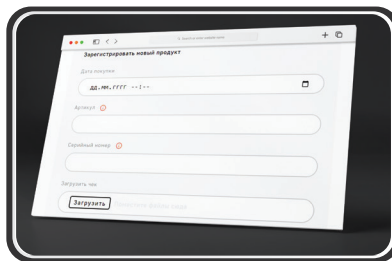 Зарегистрировать новый продукт
Дата покупки
дд.мм.гггг --:--
Артикул
Серийный номер
Загрузить чек
Загрузить